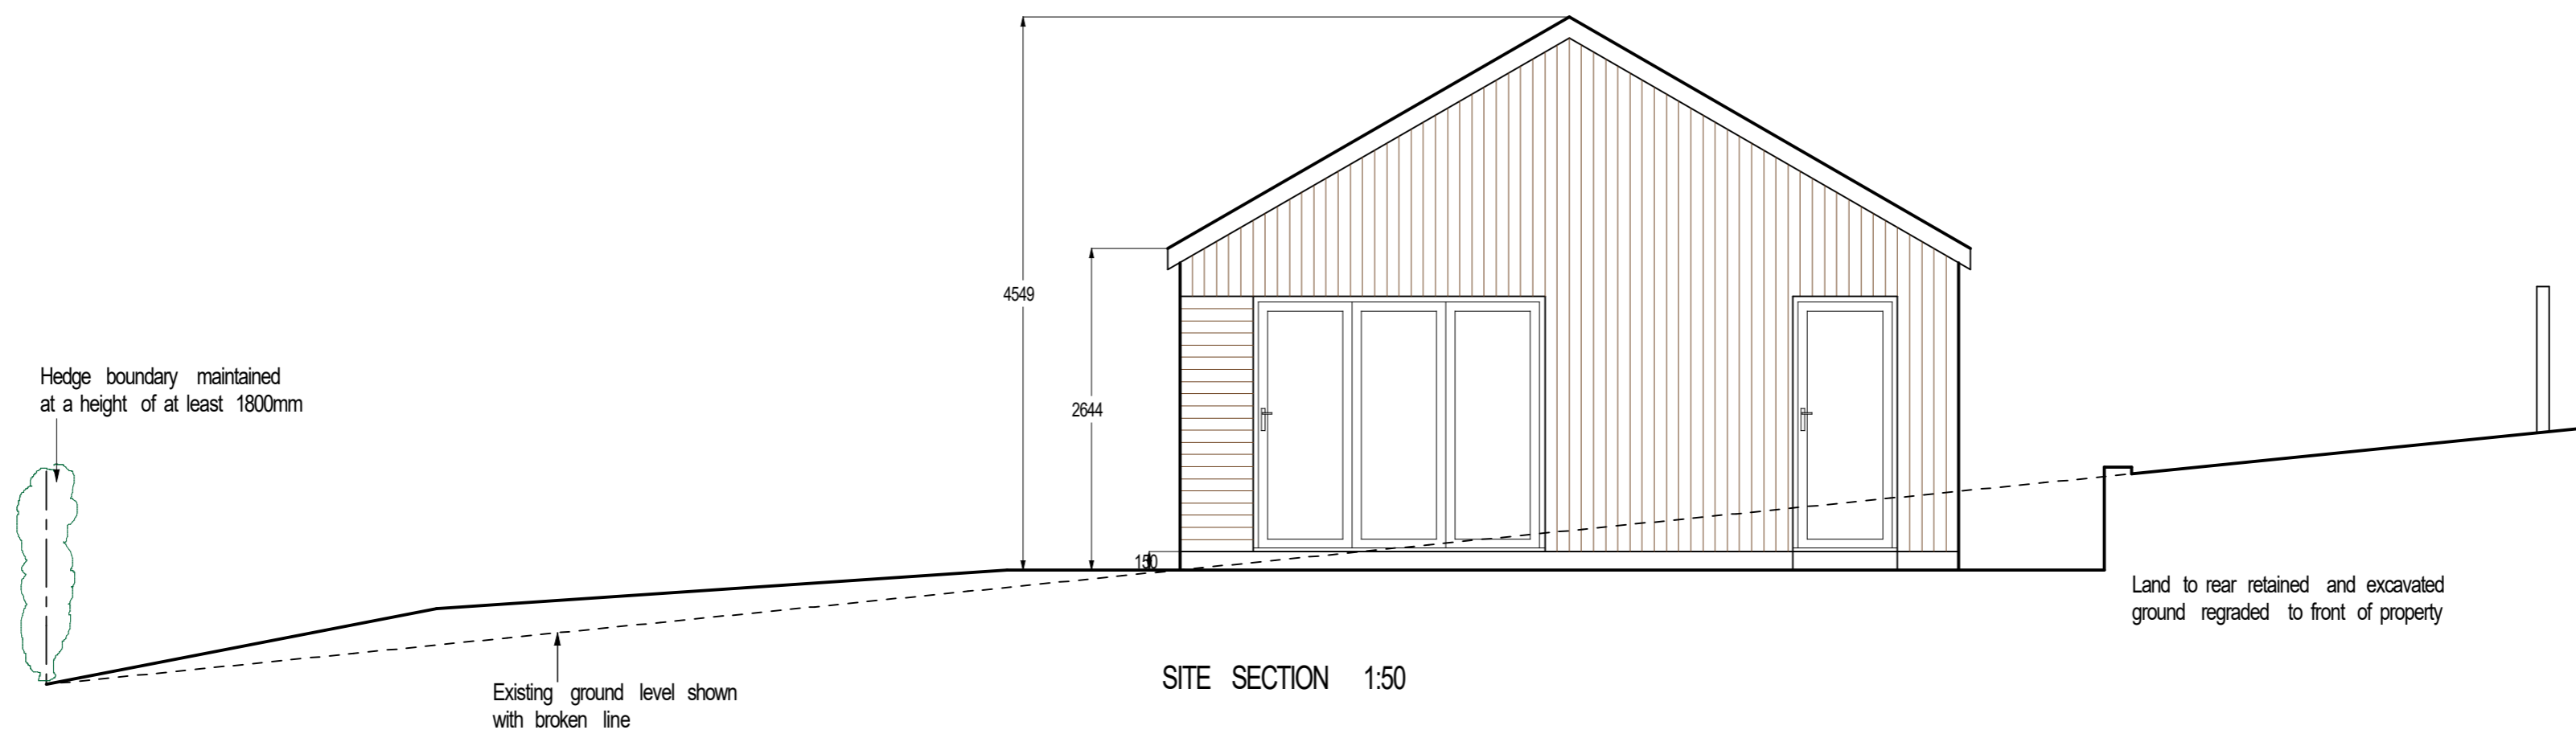 4549
2644
Hedge boundary maintained
at a height of at least 1800mm
150
Land to rear retained and excavated
ground regraded to front of property
SITE SECTION 1:50
Existing ground level shown
with broken line